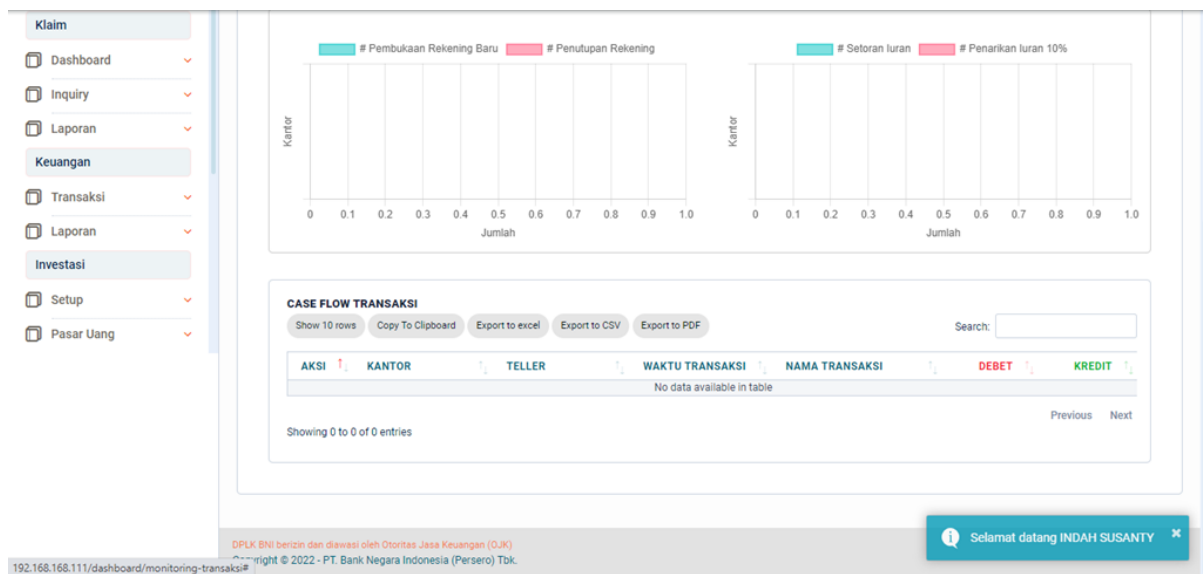 Klaim
Dashboard
Inquiry
Laporan
Keuangan
Transaksi
Laporan
Investasi
Setup
Pasar Uang
# Pembukaan Rekening Baru # Penutupan Rekening
Kantor
0 0.1 0.2 0.3 0.4 0.5 0.6 0.7 0.8 0.9 1.0
Jumlah
# Setoran Iuran # Penarikan Iuran 10%
Kantor
0 0.1 0.2 0.3 0.4 0.5 0.6 0.7 0.8 0.9 1.0
Jumlah
CASE FLOW TRANSAKSI
Show 10 rows Copy To Clipboard Export to excel Export to CSV Export to PDF Search:
AKSI KANTOR TELLER WAKTU TRANSAKSI NAMA TRANSAKSI DEBET KREDIT
No data available in table
Previous Next
Showing 0 to 0 of 0 entries
Selamat datang INDAH SUSANTY ×
DPLK BNI berizin dan diawasi oleh Otoritas Jasa Keuangan (OJK)
© 2022 - PT. Bank Negara Indonesia (Persero) Tbk.
192.168.168.111/dashboard/monitoring-transaksi#